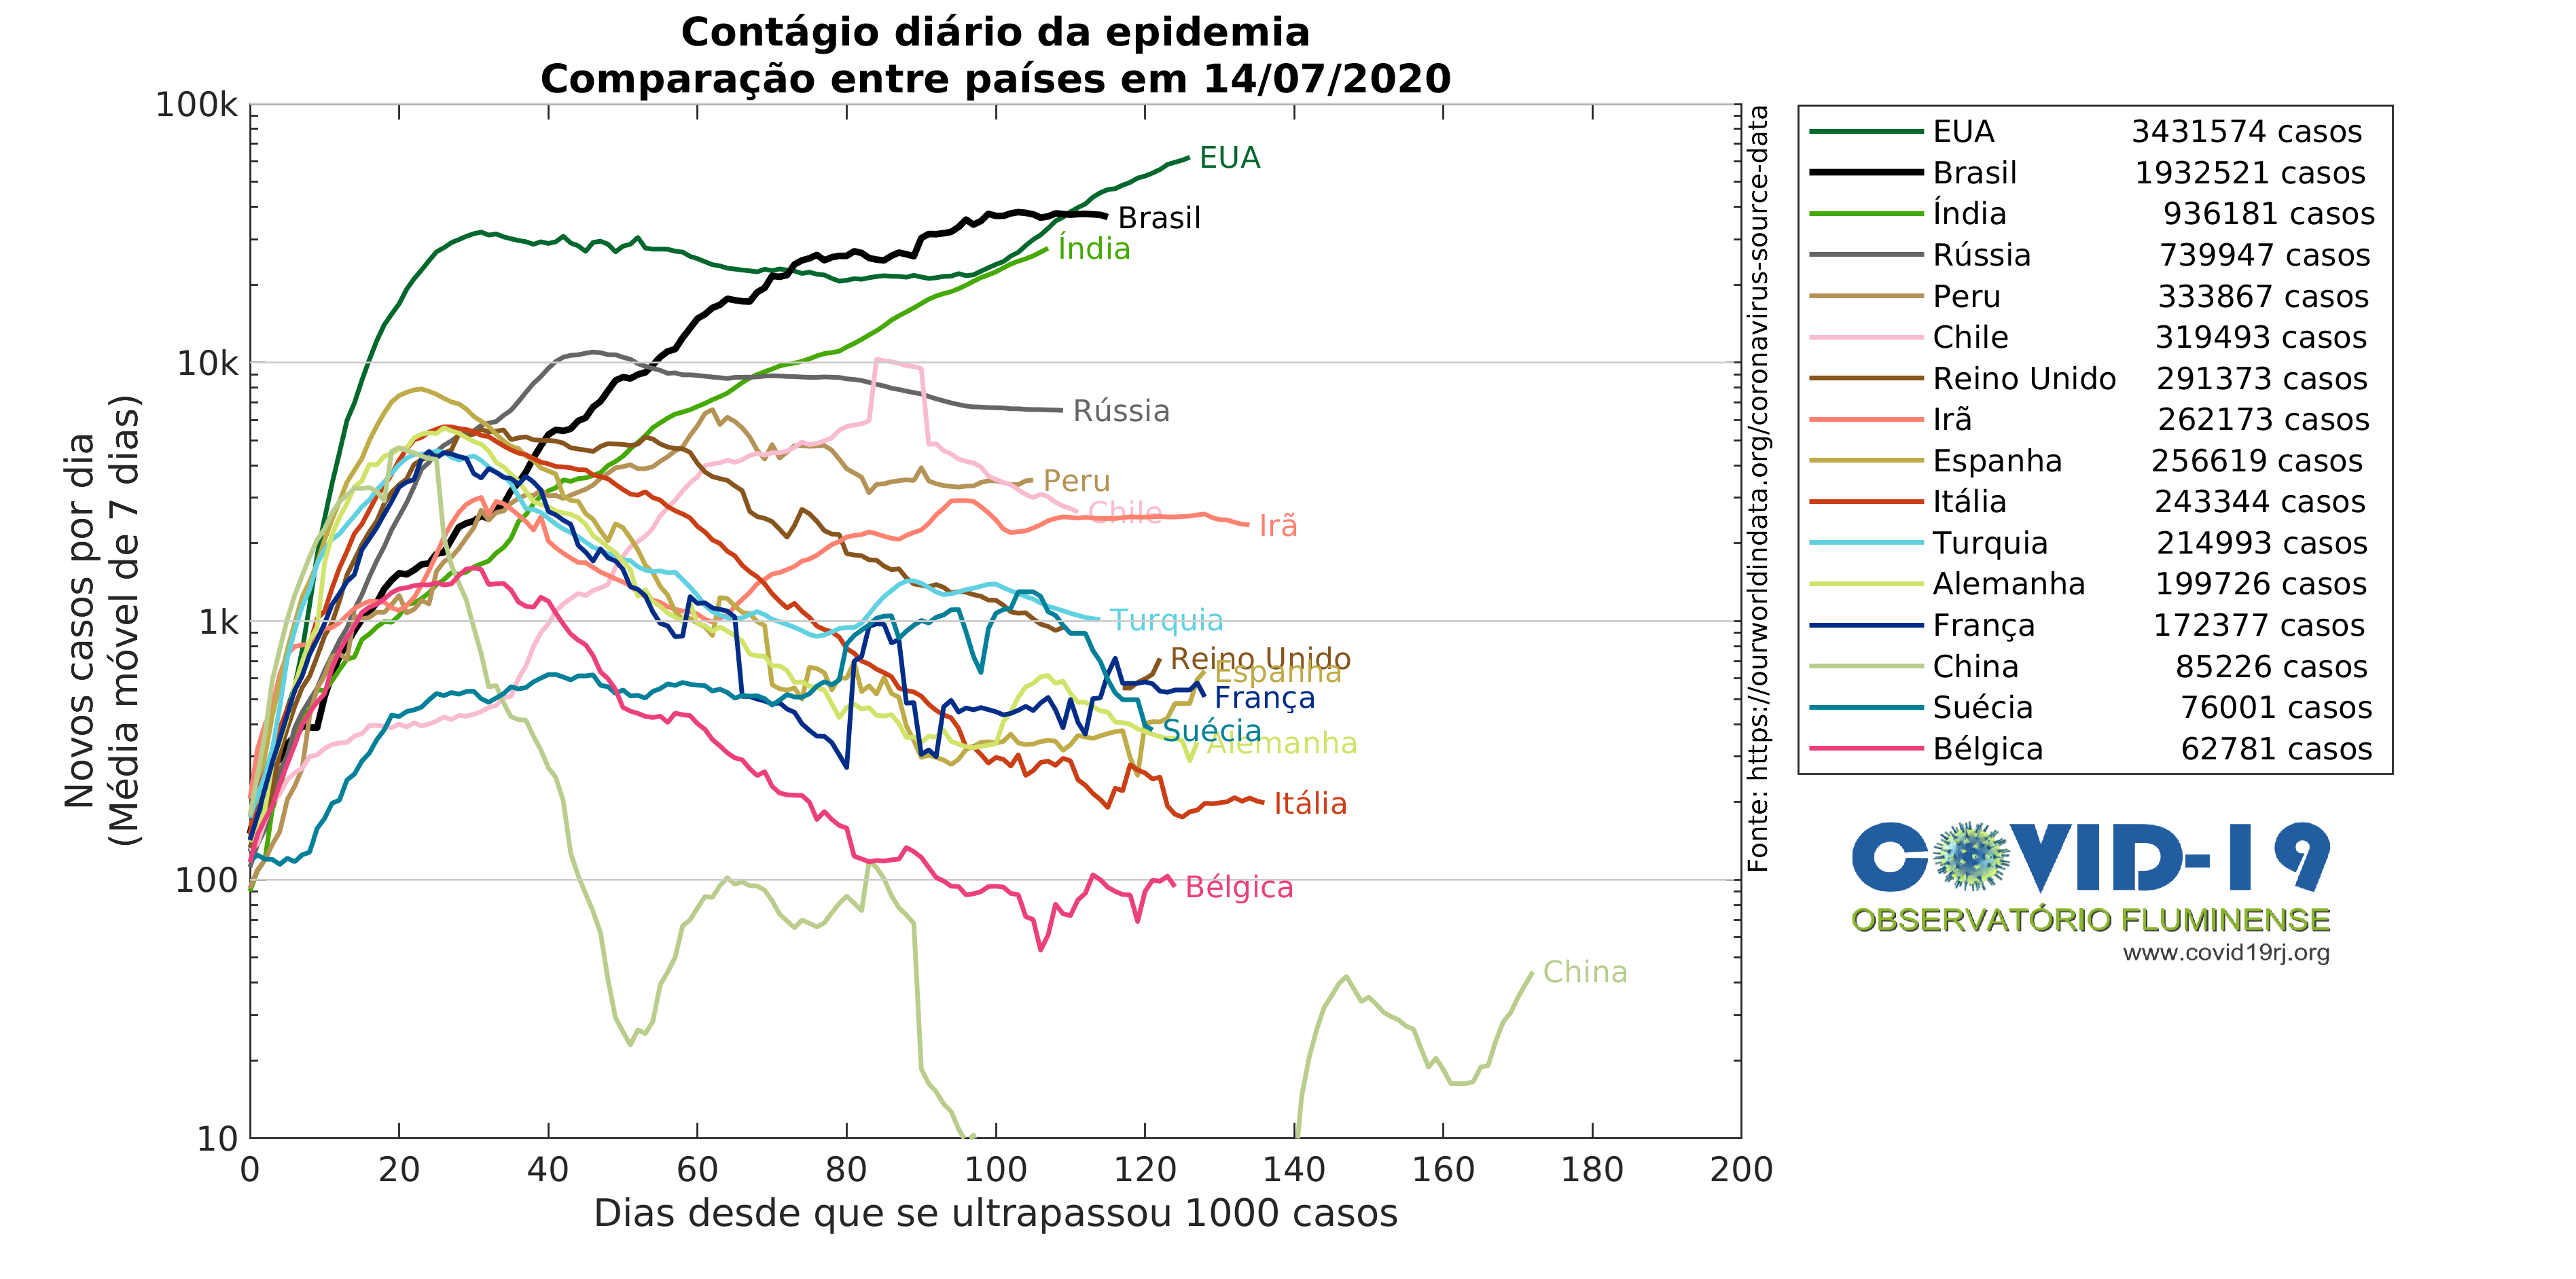 Contágio diário da epidemia
Comparação entre países em 14/07/2020
Novos casos por dia
(Média móvel de 7 dias)
100k
10k
1k
100
10
0 20 40 60 80 100 120 140 160 180 200
Dias desde que se ultrapassou 1000 casos
EUA
Brasil
Índia
Rússia
Peru
Chile
Irã
Turquia
Reino Unido
Espanha
França
Suécia
Alemanha
Itália
Bélgica
China
Fonte: https://ourworldindata.org/coronavirus-source-data
EUA 3431574 casos
Brasil 1932521 casos
Índia 936181 casos
Rússia 739947 casos
Peru 333867 casos
Chile 319493 casos
Reino Unido 291373 casos
Irã 262173 casos
Espanha 256619 casos
Itália 243344 casos
Turquia 214993 casos
Alemanha 199726 casos
França 172377 casos
China 85226 casos
Suécia 76001 casos
Bélgica 62781 casos
COVID-19
OBSERVATÓRIO FLUMINENSE
www.covid19rj.org